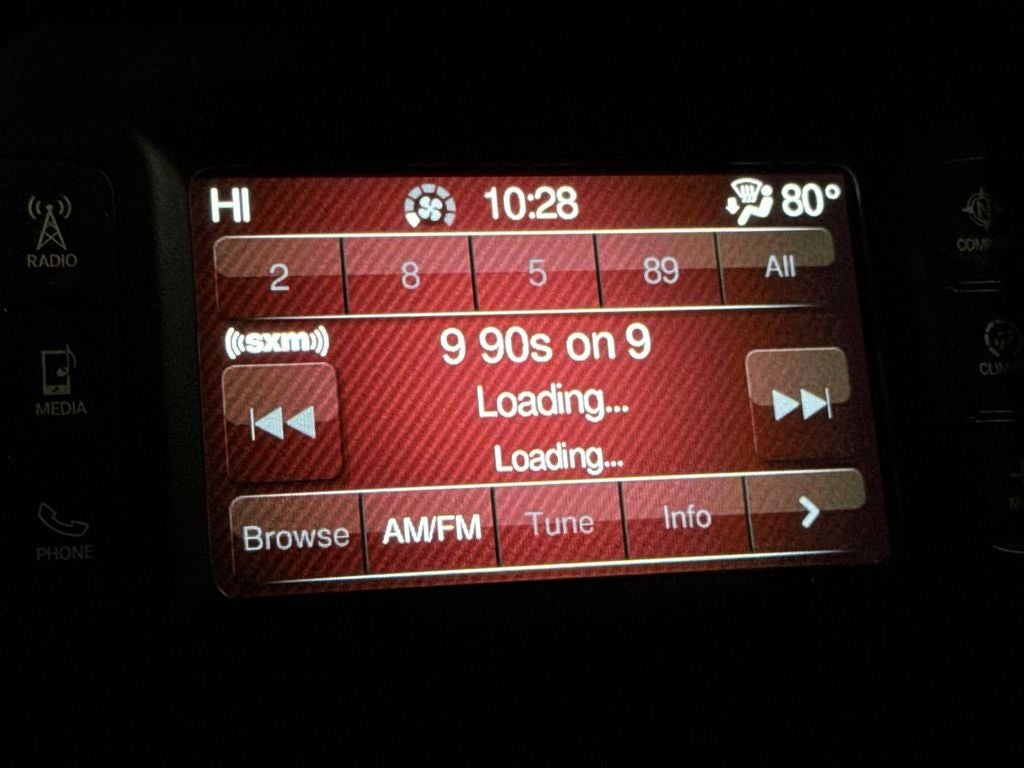 HI 10:28 80°
2 8 5 89 All
sxm 9 90s on 9
Loading...
Loading...
Browse AM/FM Tune Info
RADIO
MEDIA
PHONE